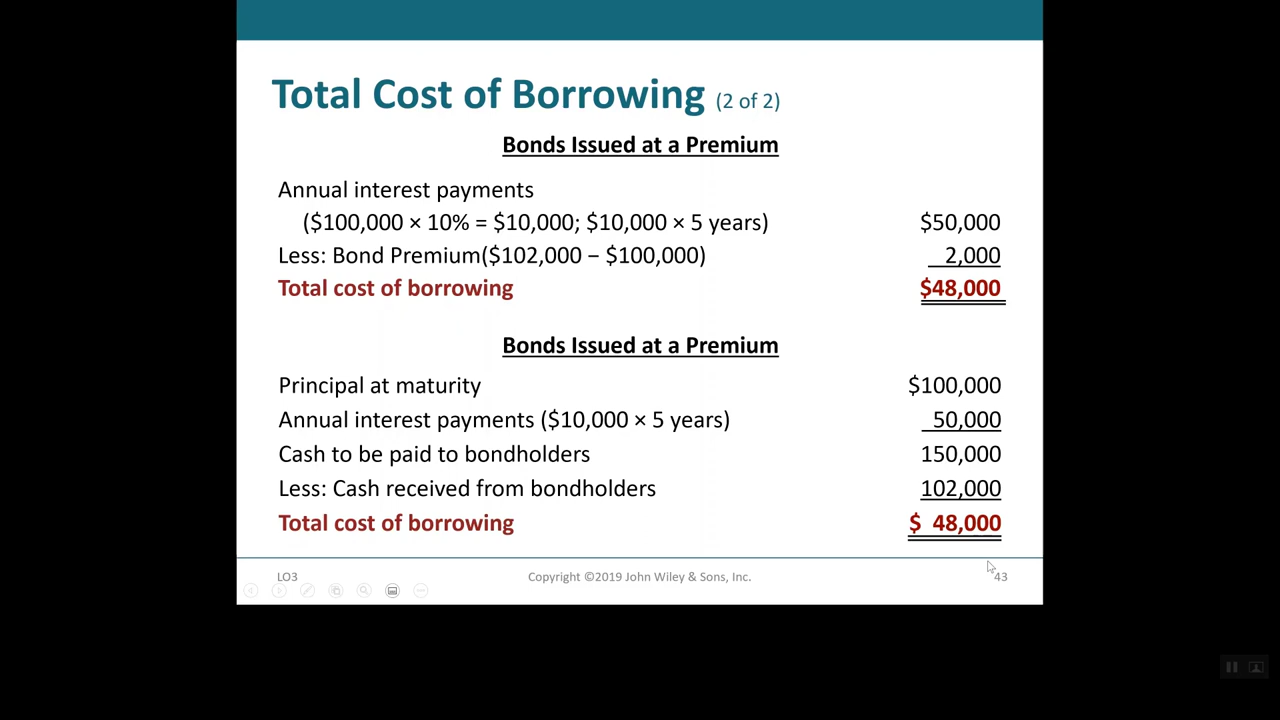 Total Cost of Borrowing (2 of 2)
Bonds Issued at a Premium
Annual interest payments
($100,000 × 10% = $10,000; $10,000 × 5 years) $50,000
Less: Bond Premium($102,000 − $100,000) 2,000
Total cost of borrowing $48,000
Bonds Issued at a Premium
Principal at maturity $100,000
Annual interest payments ($10,000 × 5 years) 50,000
Cash to be paid to bondholders 150,000
Less: Cash received from bondholders 102,000
Total cost of borrowing $ 48,000
LO3 Copyright ©2019 John Wiley & Sons, Inc. 43